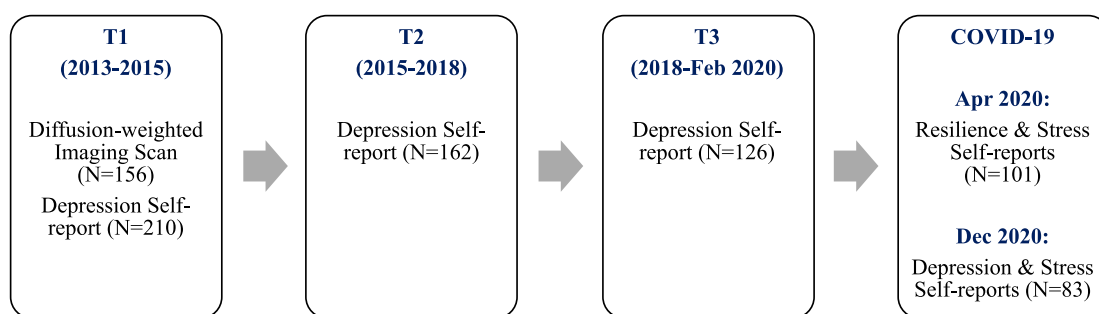 T1
(2013-2015)
Diffusion-weighted
Imaging Scan
(N=156)
Depression Self-
report (N=210)
T2
(2015-2018)
Depression Self-
report (N=162)
T3
(2018-Feb 2020)
Depression Self-
report (N=126)
COVID-19
Apr 2020:
Resilience & Stress
Self-reports
(N=101)
Dec 2020:
Depression & Stress
Self-reports (N=83)